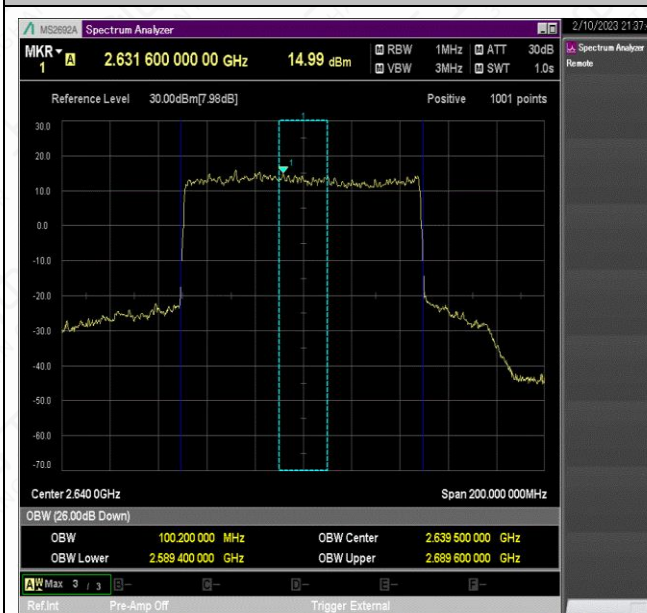 MS2692A Spectrum Analyzer 2/10/2023 21:37:
MKR 1 A 2.631 600 000 00 GHz 14.99 dBm M RBW 1MHz M ATT 30dB
M VBW 3MHz M SWT 1.0s
Spectrum Analyzer
Remote
Reference Level 30.00dBm[7.98dB] Positive 1001 points
1
30.0
20.0
1
10.0
0.0
-10.0
-20.0
-30.0
-40.0
-50.0
-60.0
-70.0
Center 2.640 0GHz Span 200.000 000MHz
OBW (26.00dB Down)
OBW 100.200 000 MHz OBW Center 2.639 500 000 GHz
OBW Lower 2.589 400 000 GHz OBW Upper 2.689 600 000 GHz
A W Max 3 / 3 B- C- D- E- F-
Ref.Int Pre-Amp Off Trigger External